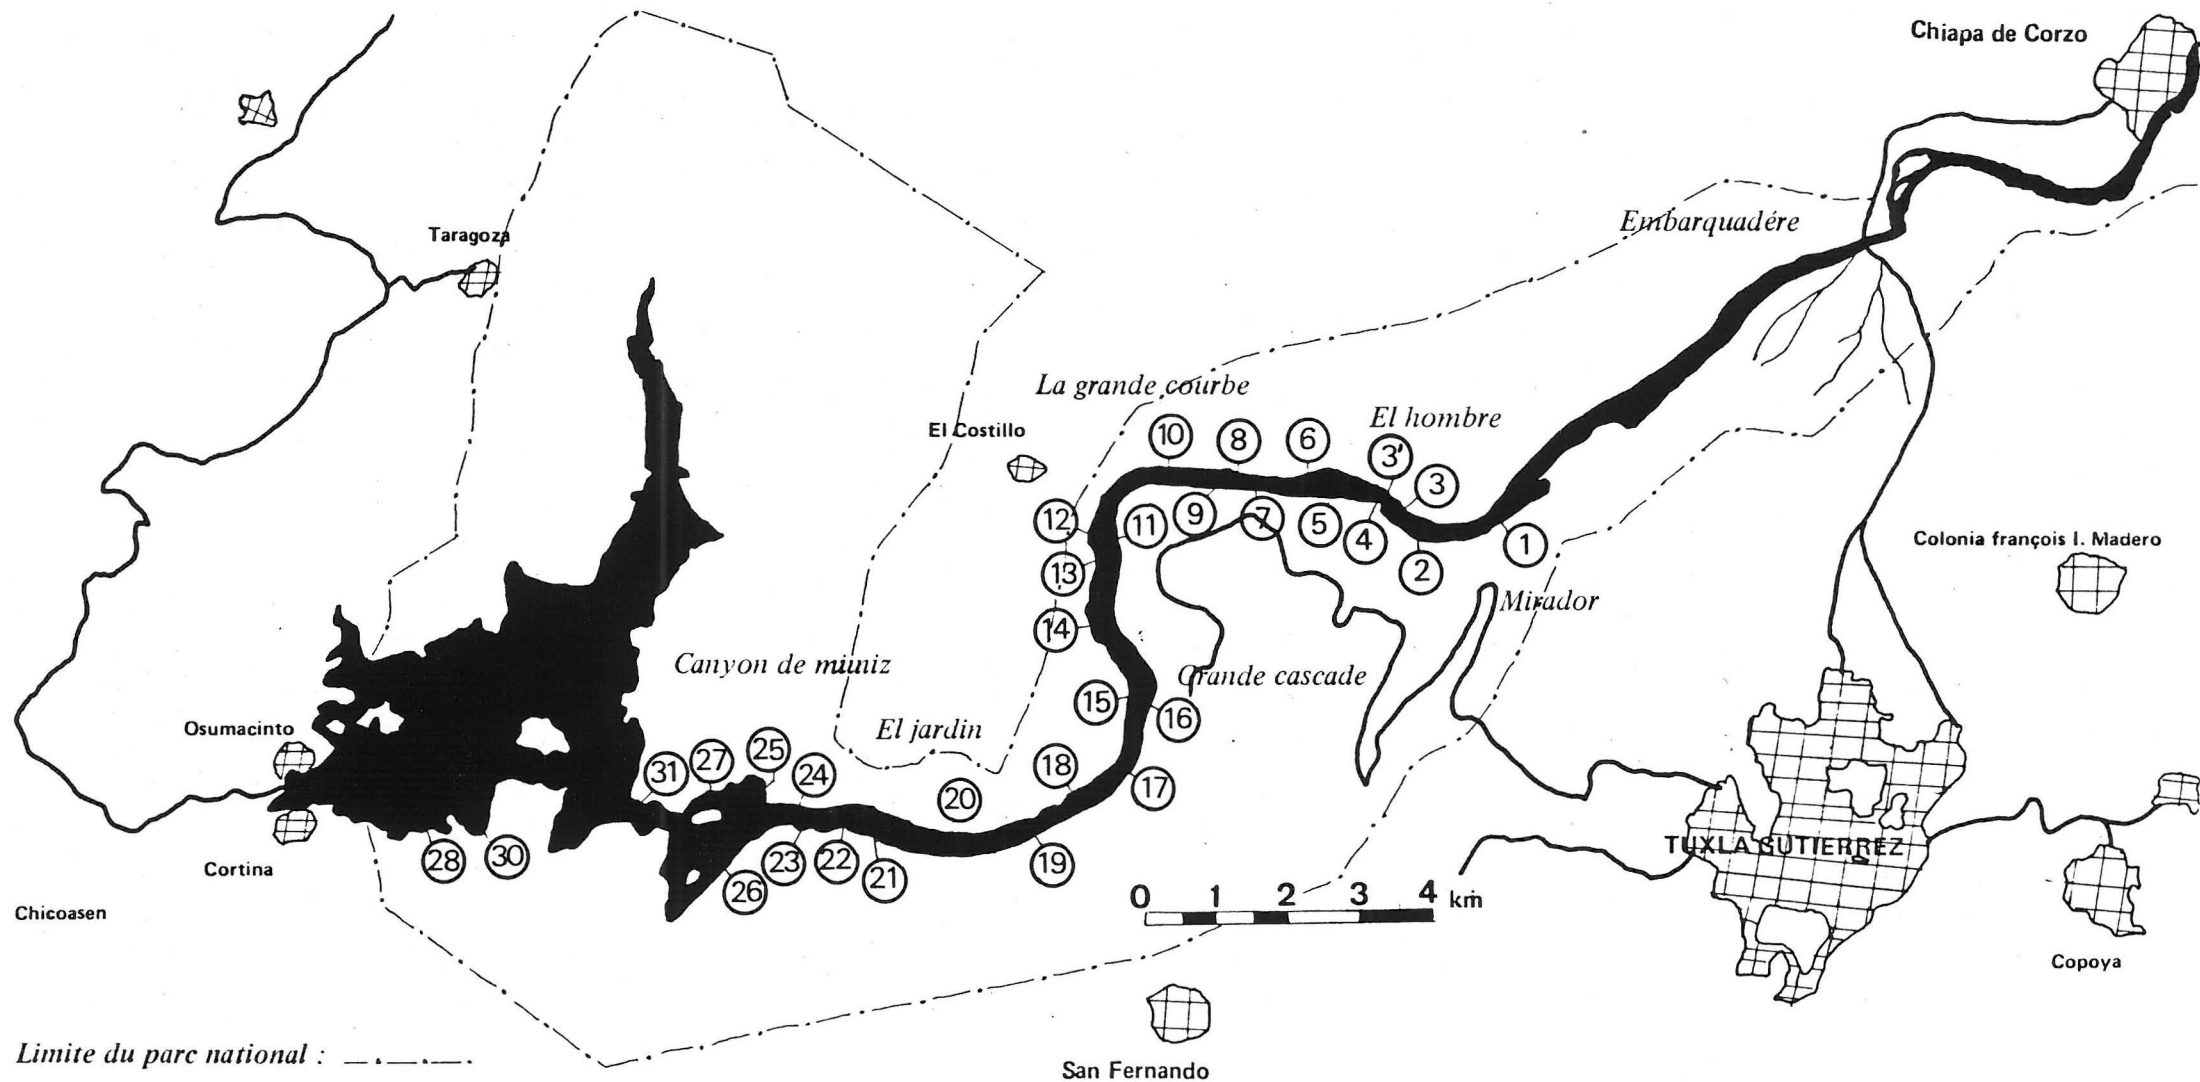 Chiapa de Corzo
Embarquadére
Taragoza
La grande courbe
El hombre
El Costillo
10
8
6
3'
3
12
11
9
7
5
4
2
1
13
14
Colonia françois I. Madero
Mirador
Canyon de muniz
Grande cascade
15
16
Osumacinto
El jardin
31
27
25
24
18
17
20
28
30
26
23
22
21
19
TUXLA GUTIERREZ
Cortina
0 1 2 3 4 km
Chicoasen
Copoya
Limite du parc national :
San Fernando